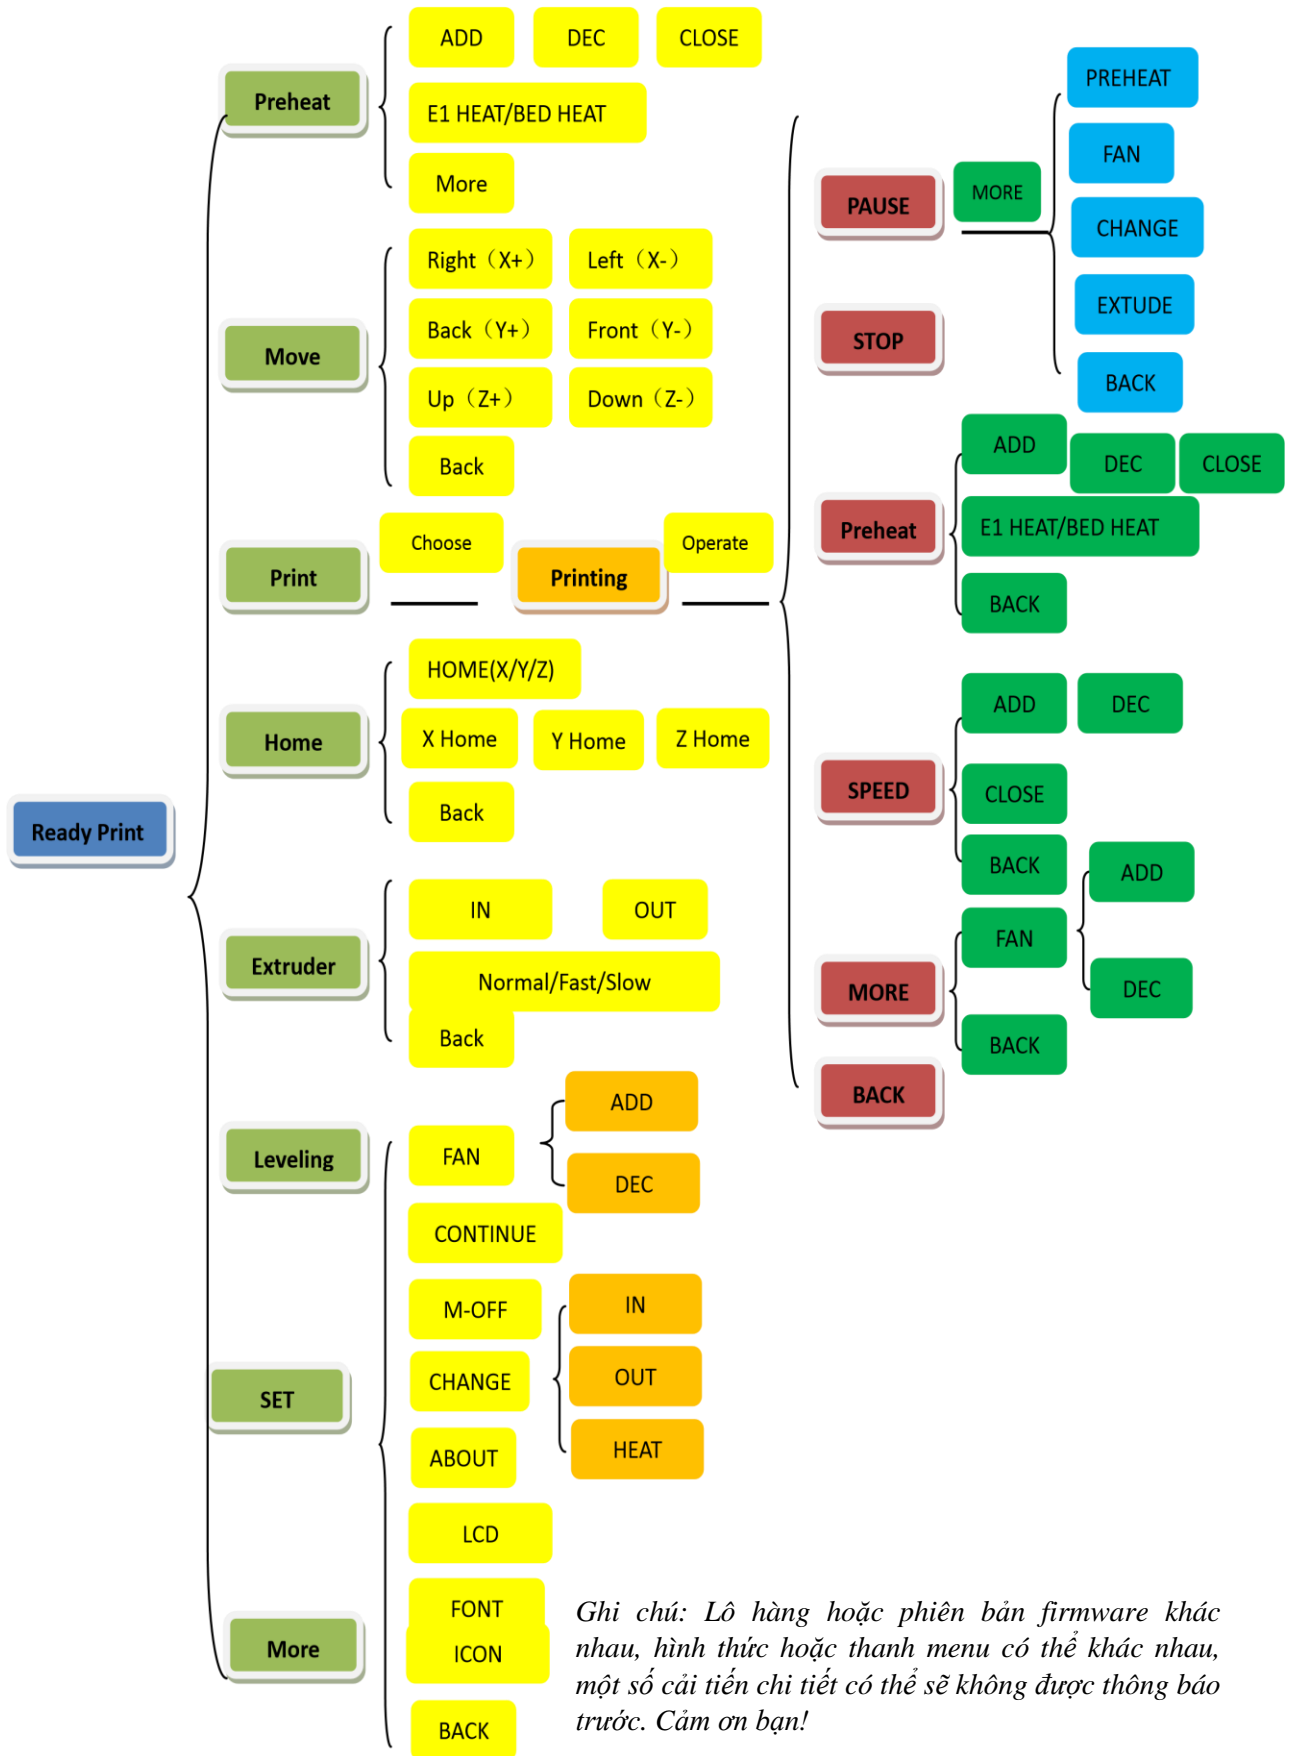 Ready Print
Preheat
ADD
DEC
CLOSE
E1 HEAT/BED HEAT
More
Move
Right（X+）
Left（X-）
Back（Y+）
Front（Y-）
Up（Z+）
Down（Z-）
Back
Print
Choose
Printing
Operate
Home
HOME(X/Y/Z)
X Home
Y Home
Z Home
Back
Extruder
IN
OUT
Normal/Fast/Slow
Back
Leveling
SET
FAN
ADD
DEC
CONTINUE
M-OFF
CHANGE
IN
OUT
HEAT
ABOUT
LCD
FONT
ICON
BACK
More
PAUSE
MORE
PREHEAT
FAN
CHANGE
EXTUDE
BACK
STOP
Preheat
ADD
DEC
CLOSE
E1 HEAT/BED HEAT
BACK
SPEED
ADD
DEC
CLOSE
BACK
MORE
FAN
ADD
DEC
BACK
BACK
Ghi chú: Lô hàng hoặc phiên bản firmware khác
nhau, hình thức hoặc thanh menu có thể khác nhau,
một số cải tiến chi tiết có thể sẽ không được thông báo
trước. Cảm ơn bạn!